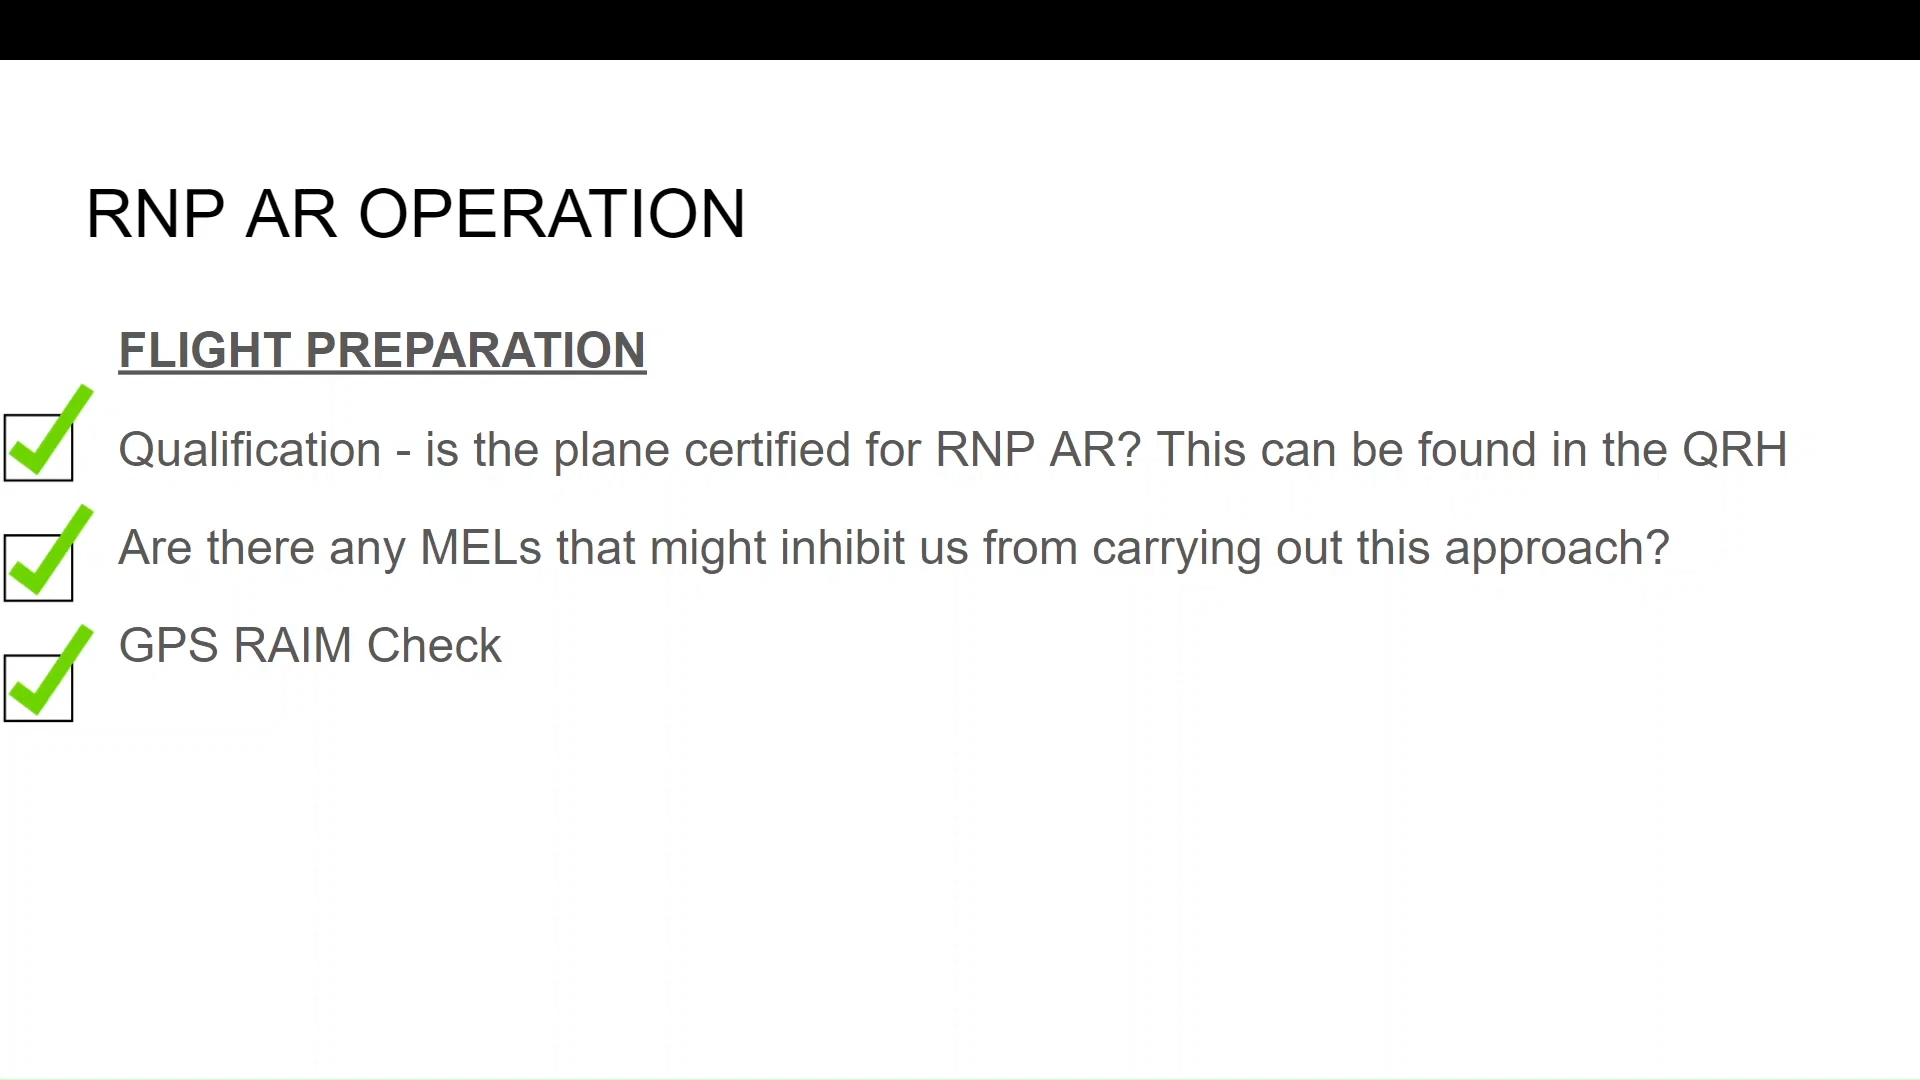 RNP AR OPERATION
FLIGHT PREPARATION
Qualification - is the plane certified for RNP AR? This can be found in the QRH
Are there any MELs that might inhibit us from carrying out this approach?
GPS RAIM Check